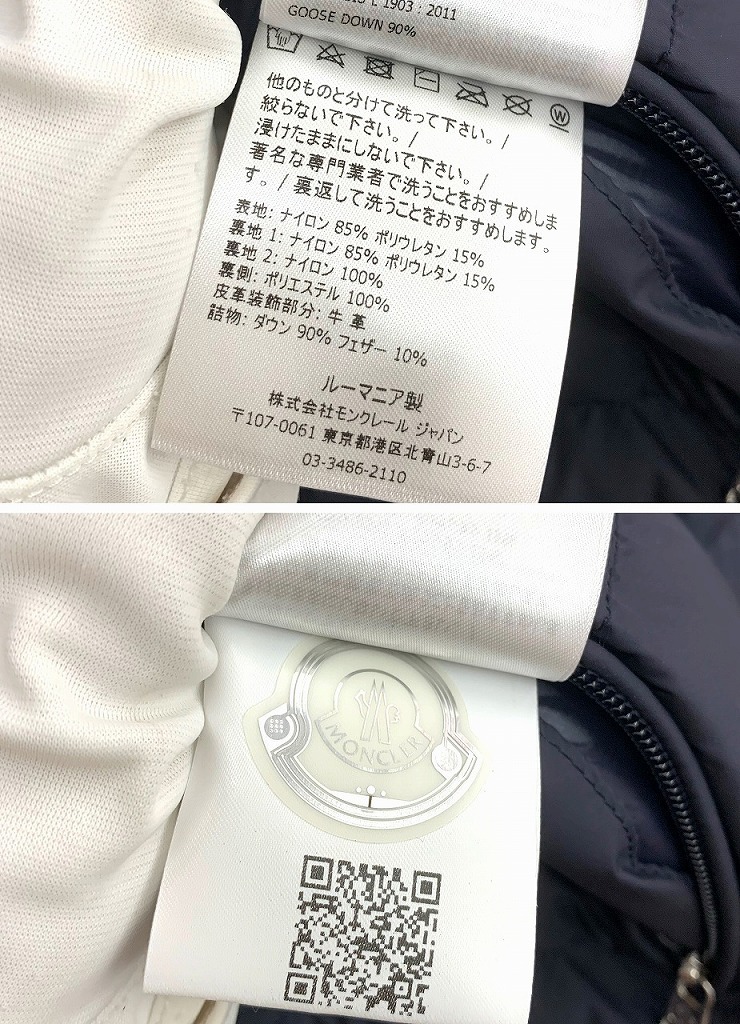 1903 : 2011
GOOSE DOWN 90%
W
他のものと分けて洗って下さい。/
絞らないで下さい。/
浸けたままにしないで下さい。/
著名な専門業者で洗うことをおすすめしま
す。/ 裏返して洗うことをおすすめします。
表地: ナイロン 85% ポリウレタン 15%
裏地 1: ナイロン 85% ポリウレタン 15%
裏地 2: ナイロン 100%
裏側: ポリエステル 100%
皮革装飾部分: 牛 革
詰物: ダウン 90% フェザー 10%
ルーマニア製
株式会社モンクレール ジャパン
〒107-0061 東京都港区北青山3-6-7
03-3486-2110
MONCLER